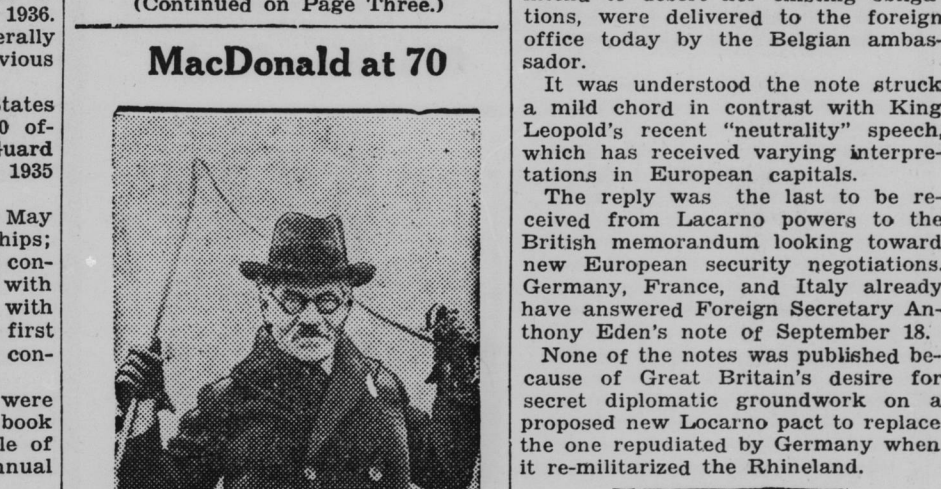 1936.
erally
vious
States
0 of-
Guard
1935
May
hips;
con-
with
with
first
con-
were
book
le of
nnual
(Continued on Page Three.)
MacDonald at 70
tions, were delivered to the foreign
office today by the Belgian ambas-
sador.
It was understood the note struck
a mild chord in contrast with King
Leopold's recent "neutrality" speech,
which has received varying interpre-
tations in European capitals.
The reply was the last to be re-
ceived from Lacarno powers to the
British memorandum looking toward
new European security negotiations.
Germany, France, and Italy already
have answered Foreign Secretary An-
thony Eden's note of September 18.
None of the notes was published be-
cause of Great Britain's desire for
secret diplomatic groundwork on a
proposed new Locarno pact to replace
the one repudiated by Germany when
it re-militarized the Rhineland.